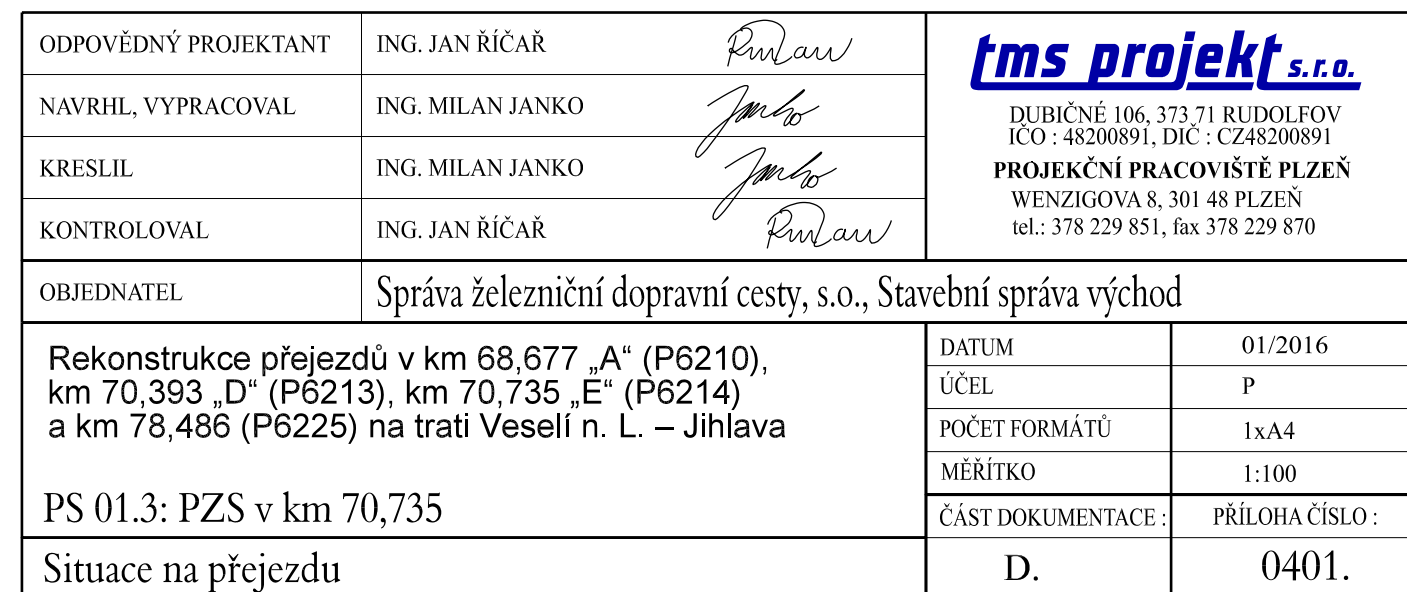 ODPOVĚDNÝ PROJEKTANT ING. JAN ŘÍČAŘ
NAVRHL, VYPRACOVAL ING. MILAN JANKO Janko
KRESLIL ING. MILAN JANKO Janko
KONTROLOVAL ING. JAN ŘÍČAŘ
tms projekt s.r.o.
DUBIČNÉ 106, 373 71 RUDOLFOV
IČO : 48200891, DIČ : CZ48200891
PROJEKČNÍ PRACOVIŠTĚ PLZEŇ
WENZIGOVA 8, 301 48 PLZEŇ
tel.: 378 229 851, fax 378 229 870
OBJEDNATEL Správa železniční dopravní cesty, s.o., Stavební správa východ
Rekonstrukce přejezdů v km 68,677 „A“ (P6210),
km 70,393 „D“ (P6213), km 70,735 „E“ (P6214)
a km 78,486 (P6225) na trati Veselí n. L. – Jihlava
PS 01.3: PZS v km 70,735
Situace na přejezdu
DATUM 01/2016
ÚČEL P
POČET FORMÁTŮ 1xA4
MĚŘÍTKO 1:100
ČÁST DOKUMENTACE : PŘÍLOHA ČÍSLO :
D. 0401.